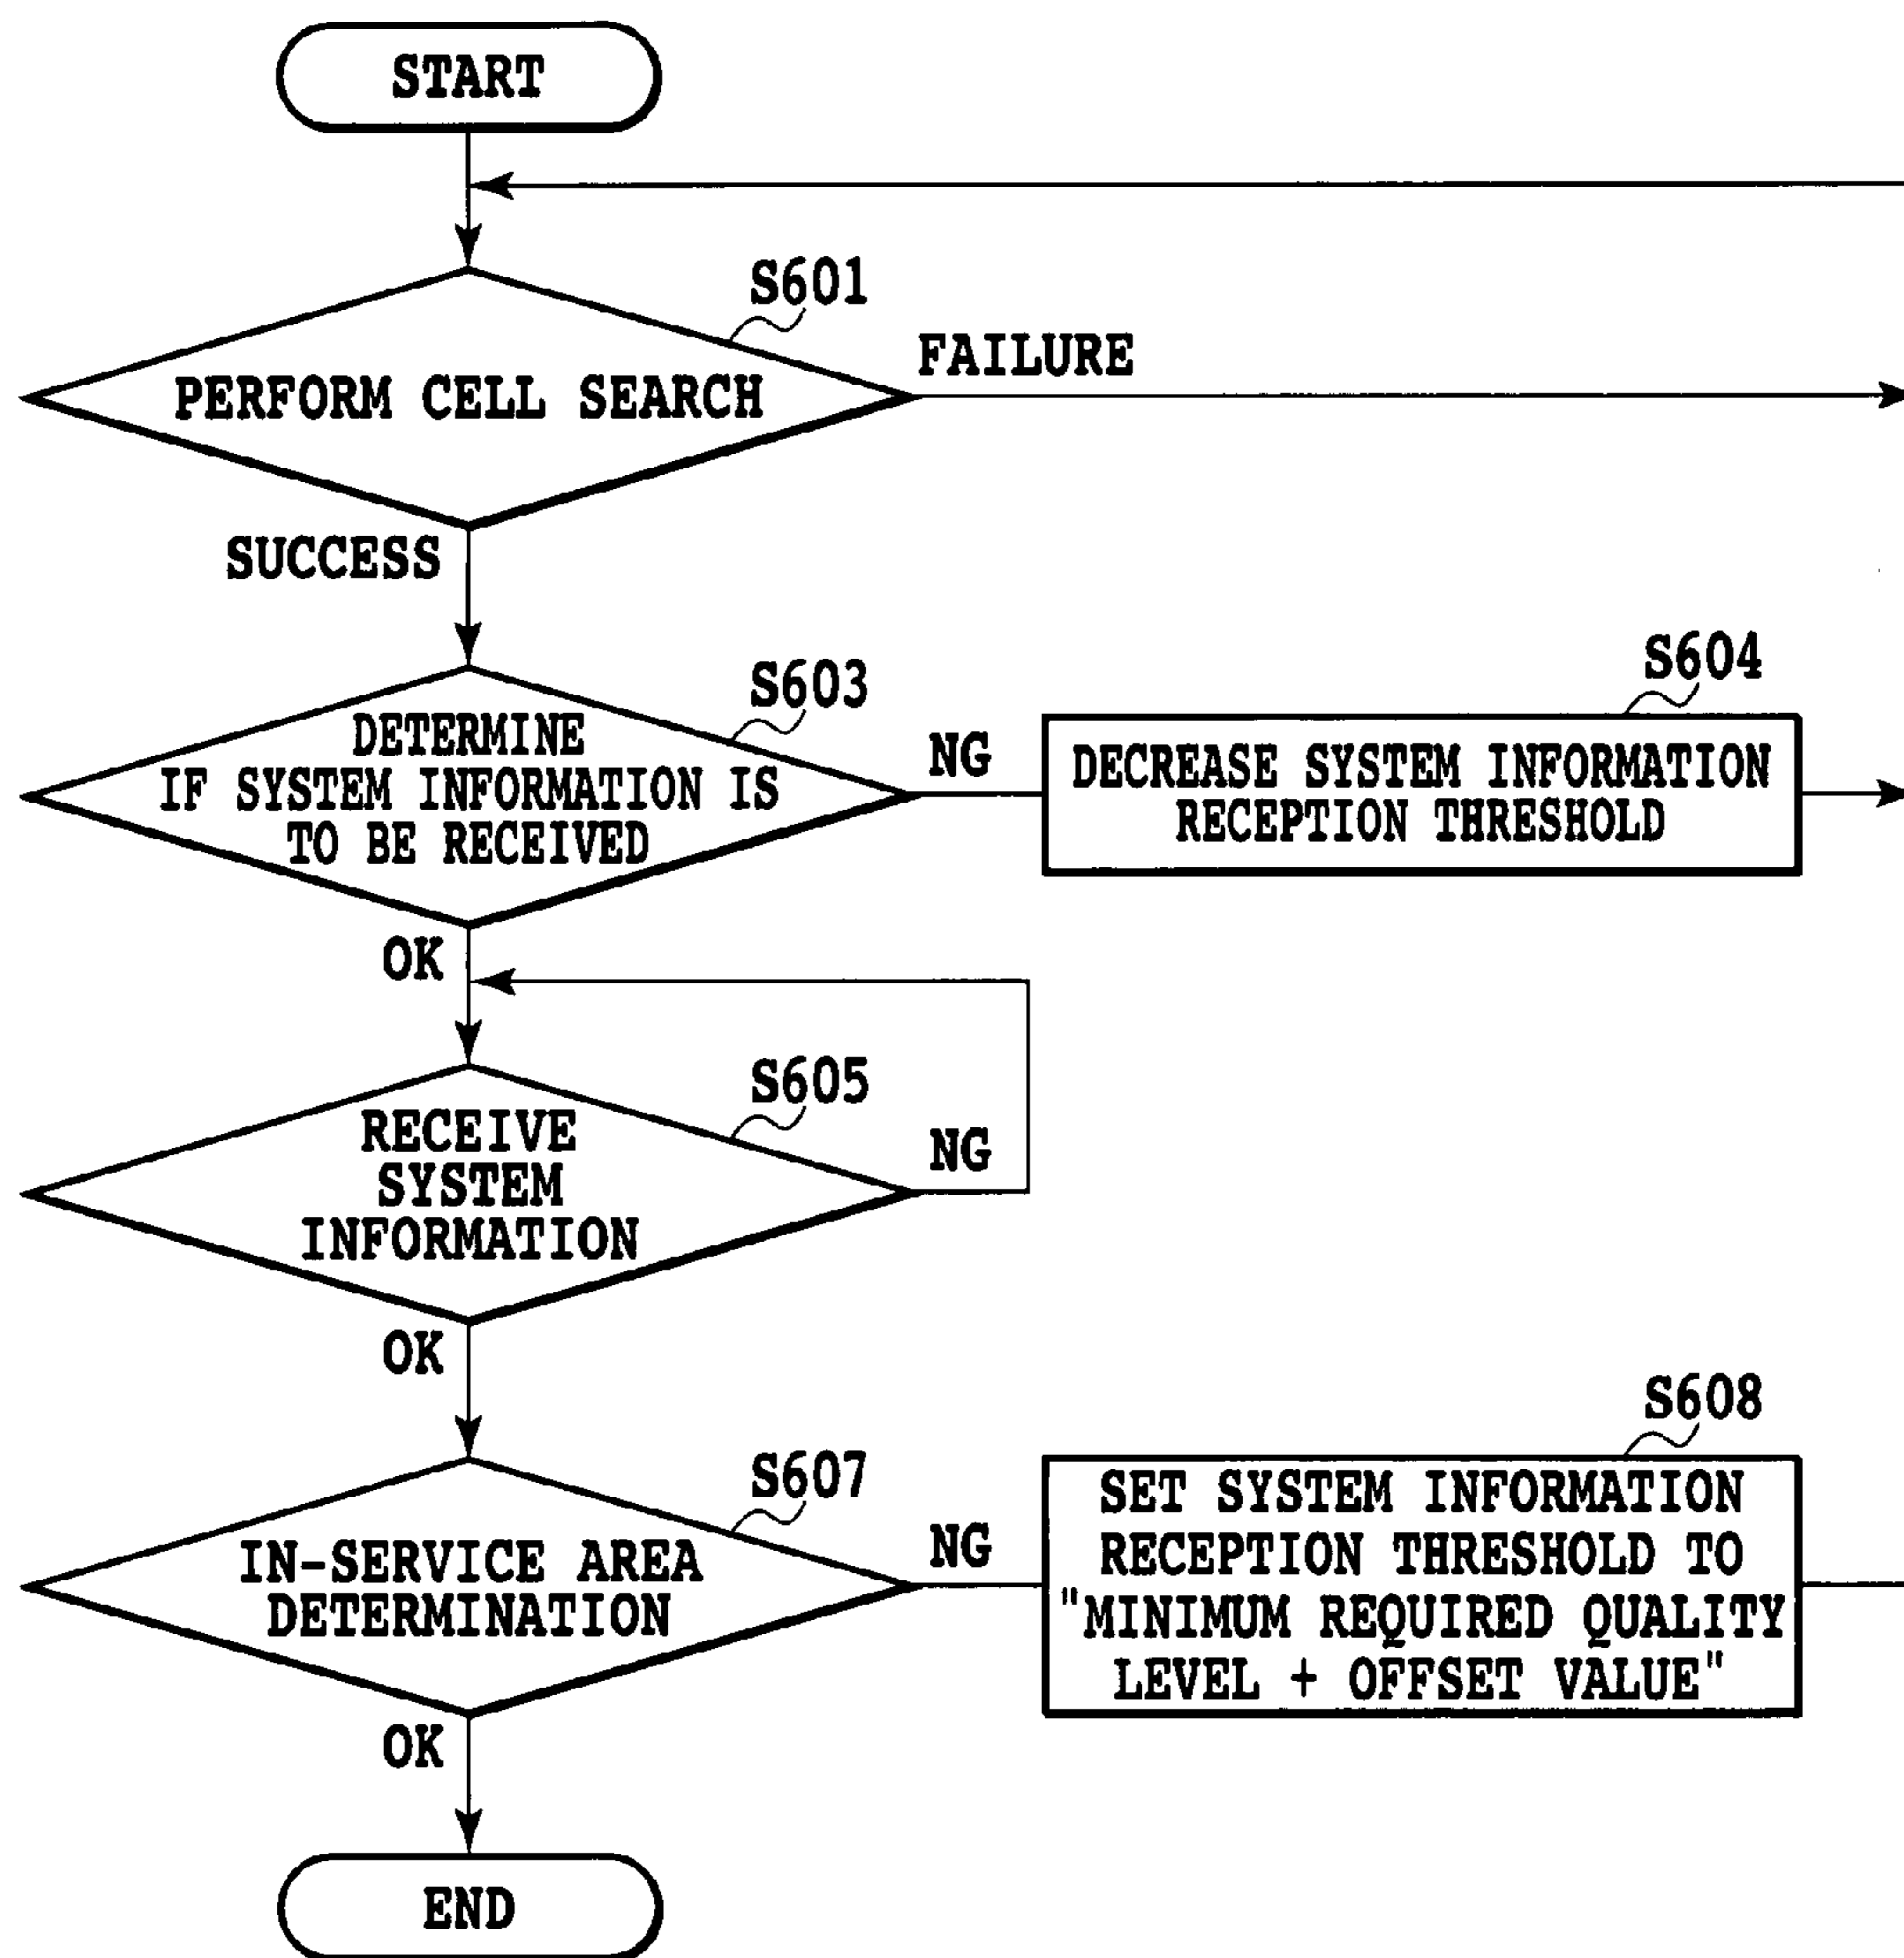 START
S601
FAILURE
PERFORM CELL SEARCH
SUCCESS
S603
S604
DETERMINE
IF SYSTEM INFORMATION IS
TO BE RECEIVED
NG
DECREASE SYSTEM INFORMATION
RECEPTION THRESHOLD
OK
S605
RECEIVE
SYSTEM
INFORMATION
NG
OK
S607
S608
IN-SERVICE AREA
DETERMINATION
NG
SET SYSTEM INFORMATION
RECEPTION THRESHOLD TO
"MINIMUM REQUIRED QUALITY
LEVEL + OFFSET VALUE"
OK
END